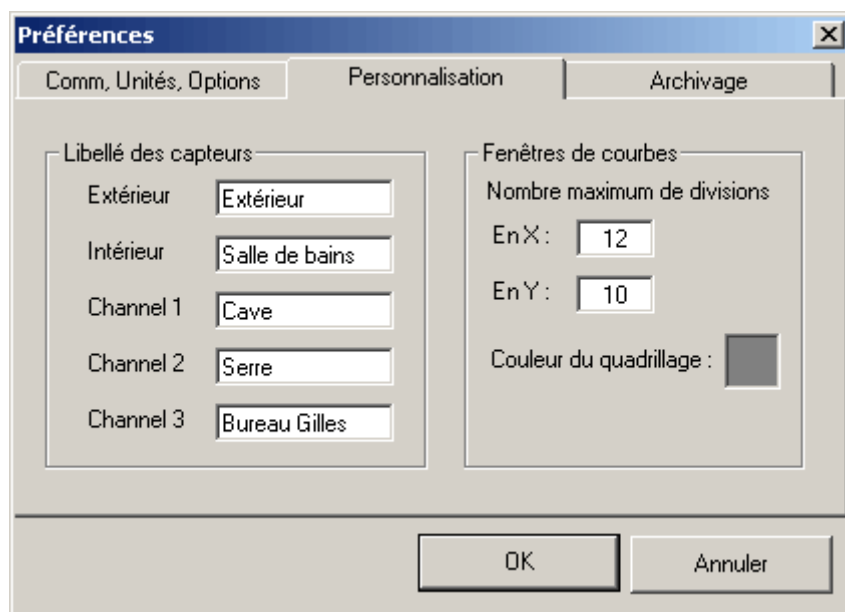 Préférences
Comm, Unités, Options Personnalisation Archivage
Libellé des capteurs
Extérieur Extérieur
Intérieur Salle de bains
Channel 1 Cave
Channel 2 Serre
Channel 3 Bureau Gilles
Fenêtres de courbes
Nombre maximum de divisions
En X : 12
En Y : 10
Couleur du quadrillage :
OK Annuler